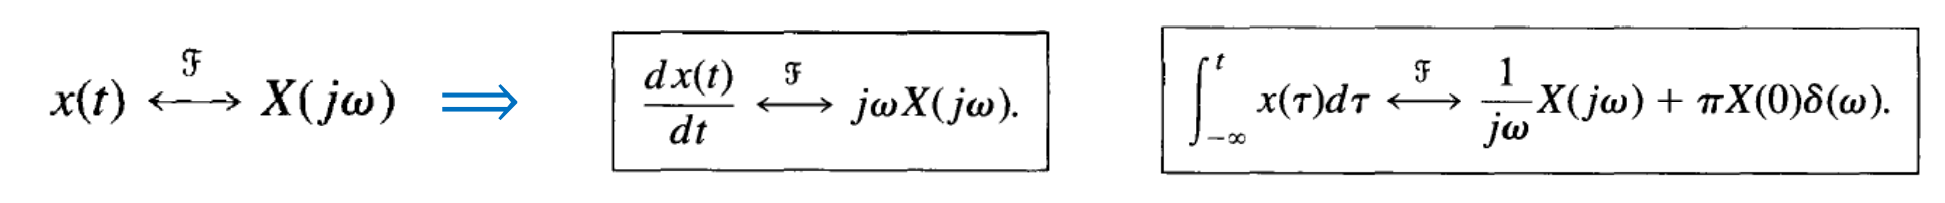 x(t) ⟷^ℱ X(jω) ⟹ dx(t)/dt ⟷^ℱ jωX(jω). ∫_{-∞}^{t} x(τ)dτ ⟷^ℱ 1/jω X(jω) + πX(0)δ(ω).